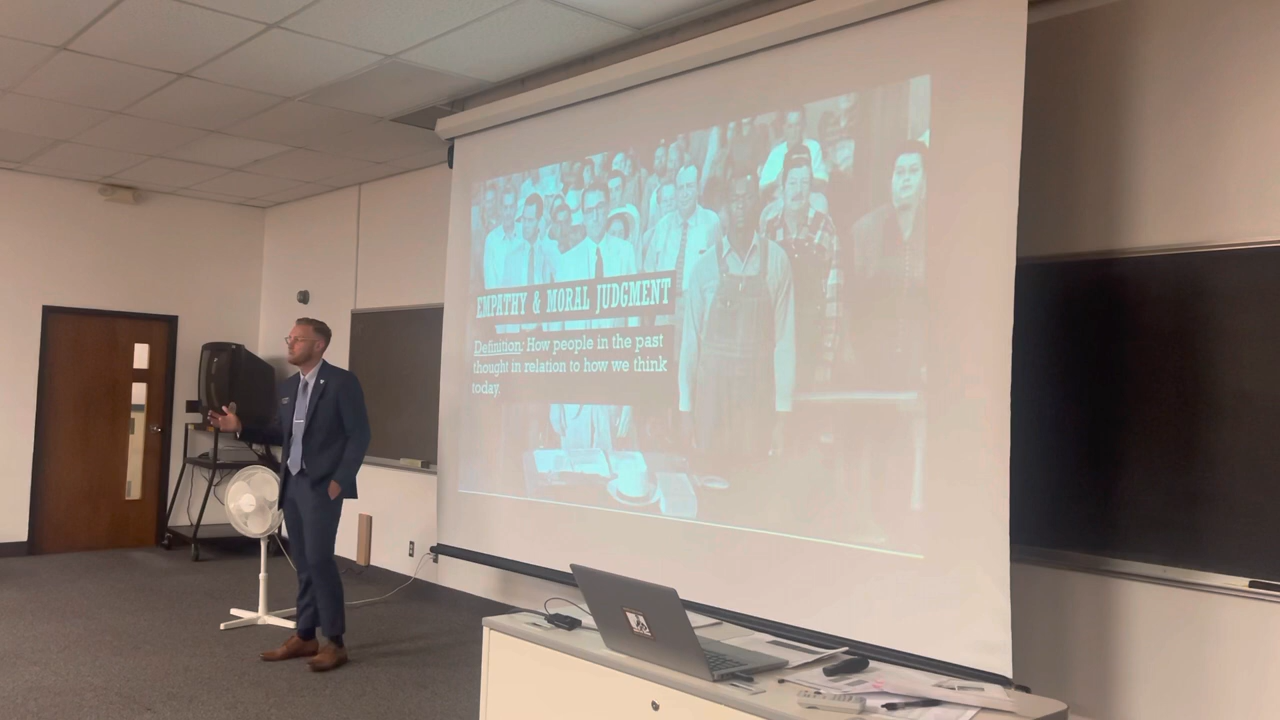 EMPATHY & MORAL JUDGMENT
Definition: How people in the past
thought in relation to how we think
today.